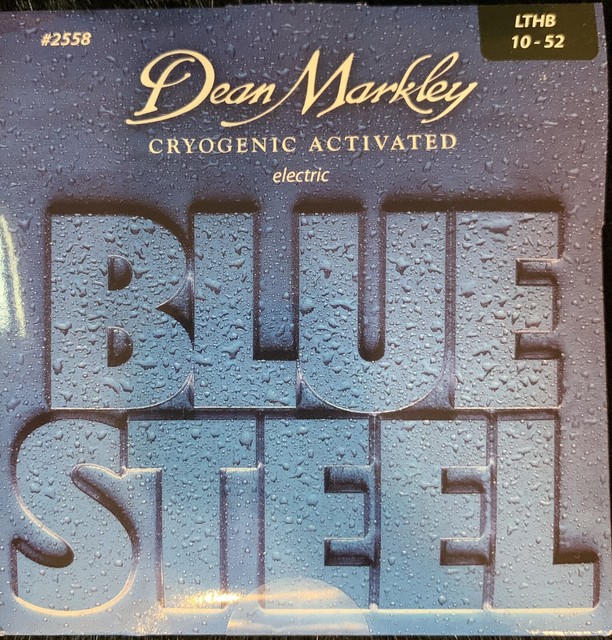 #2558
LTHB
10-52
Dean Markley
CRYOGENIC ACTIVATED
electric
BLUE
STEEL